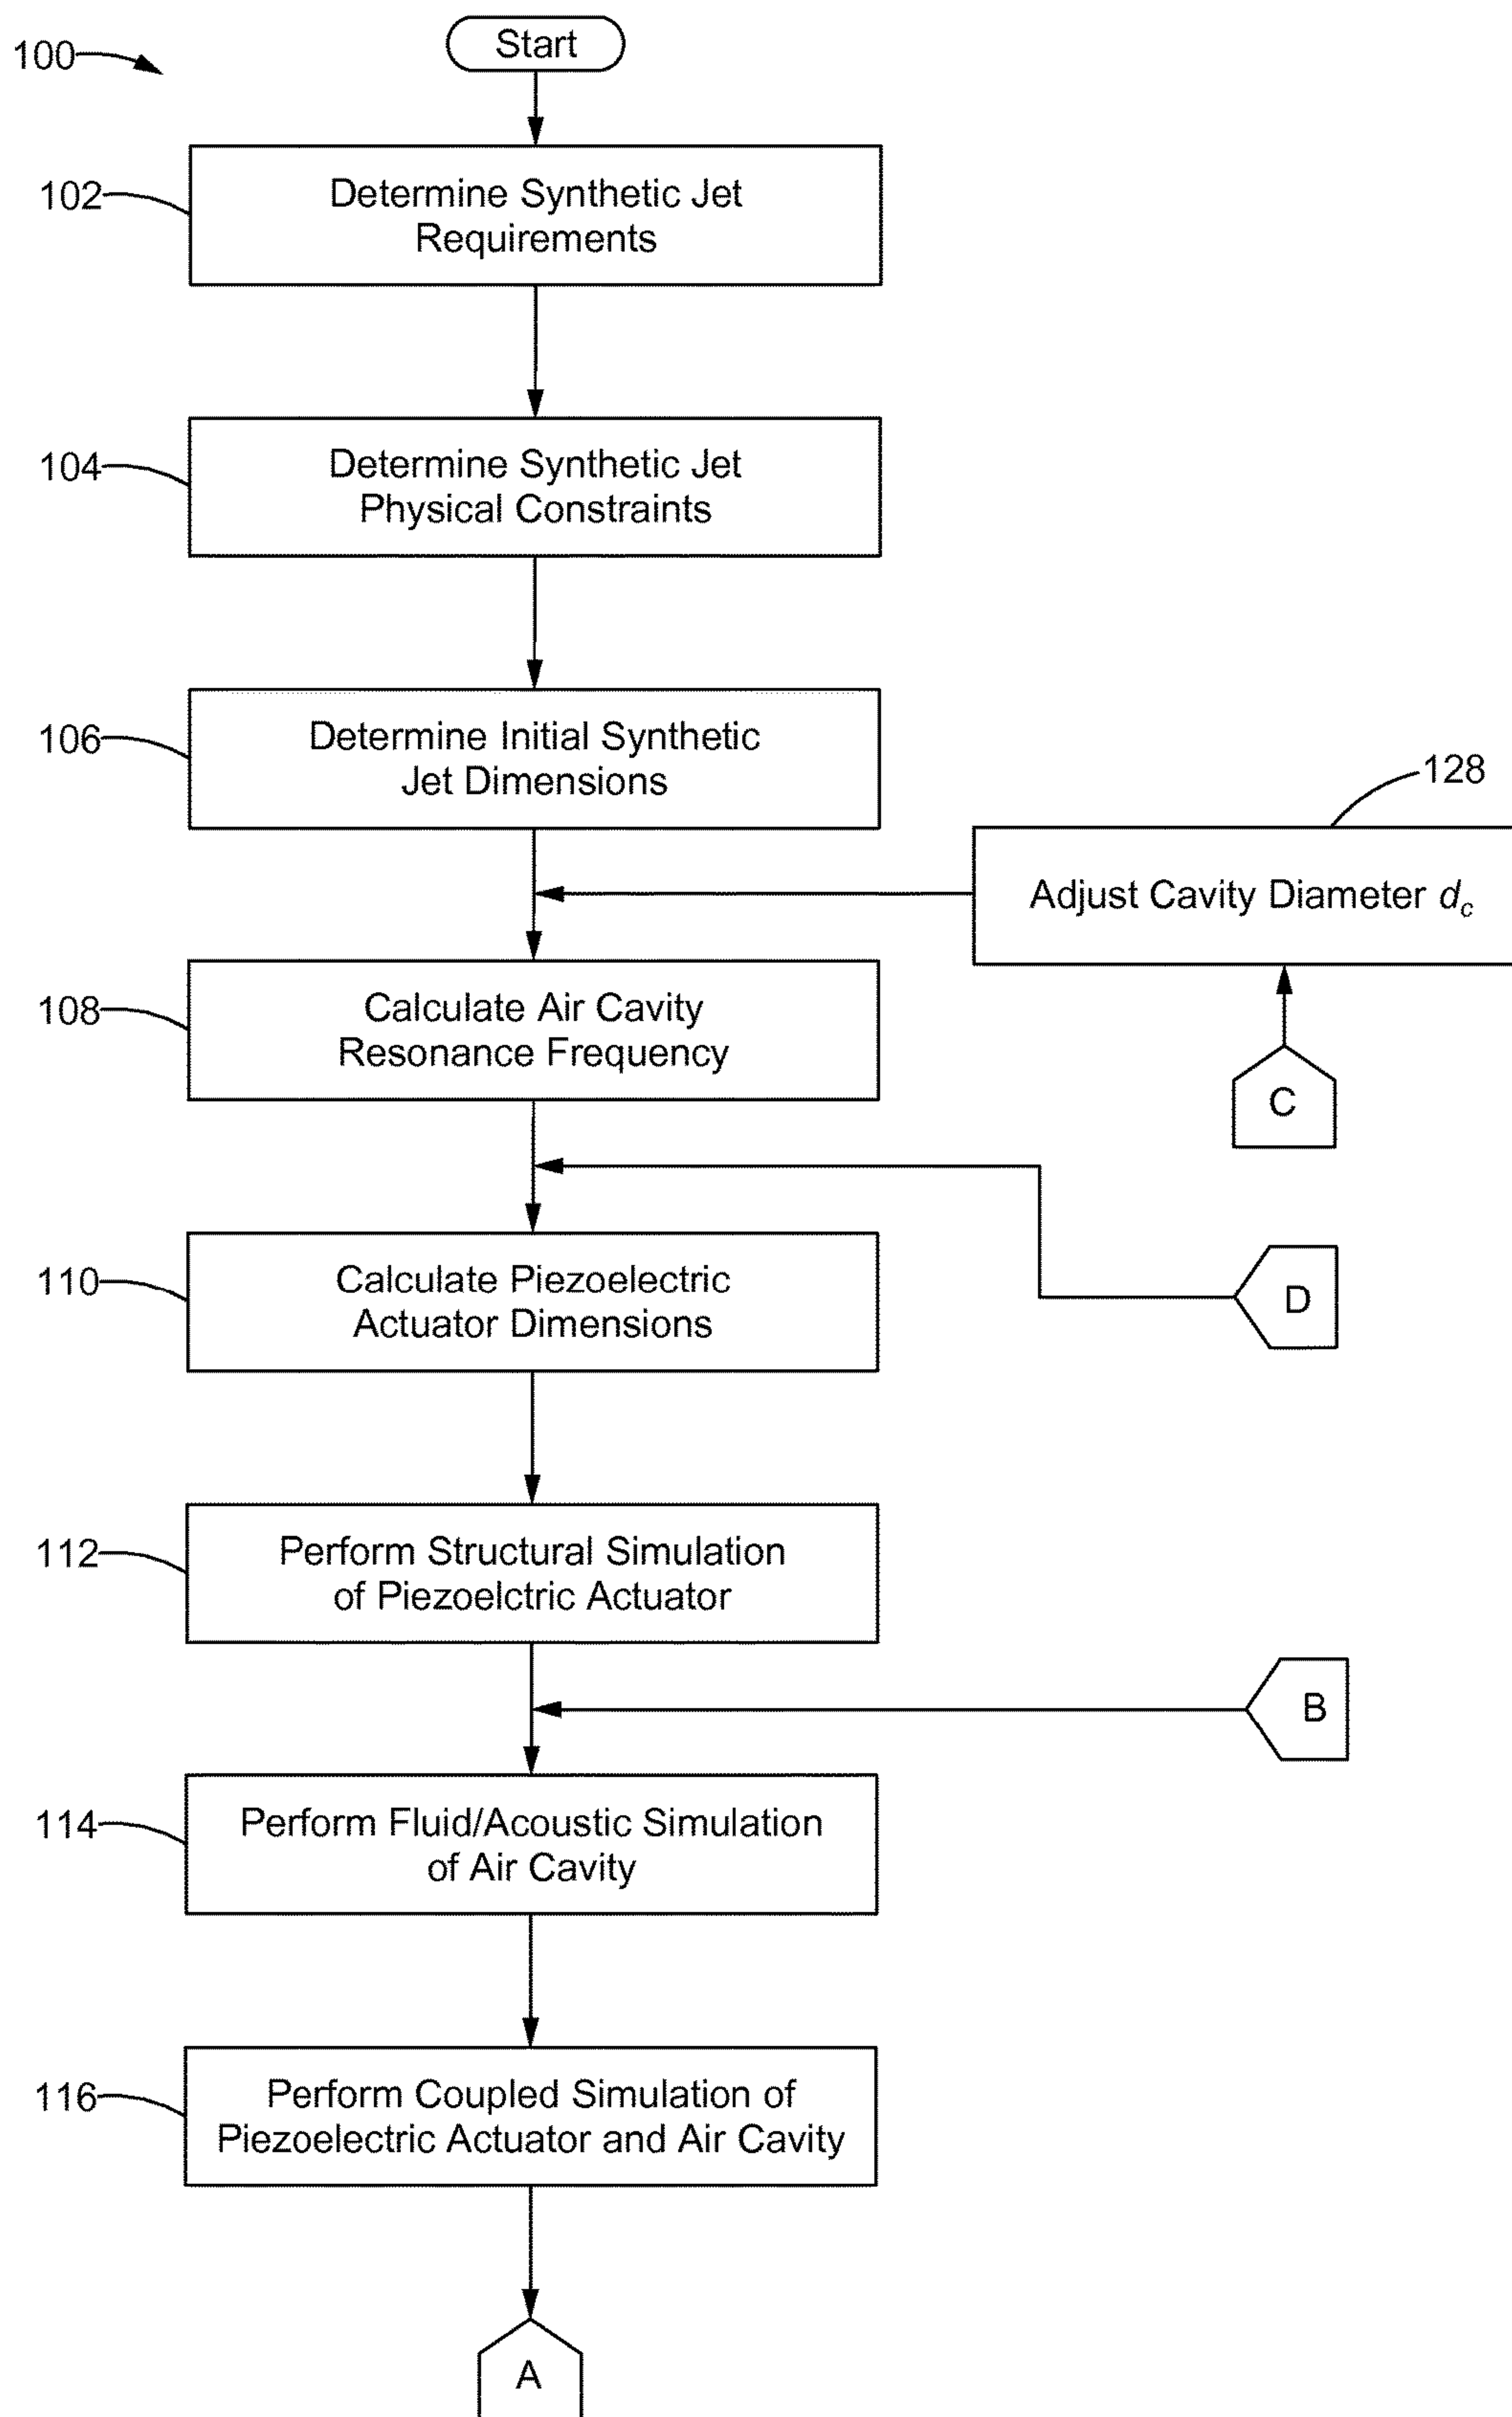 Start
100
102
Determine Synthetic Jet
Requirements
104
Determine Synthetic Jet
Physical Constraints
106
Determine Initial Synthetic
Jet Dimensions
128
Adjust Cavity Diameter dc
108
Calculate Air Cavity
Resonance Frequency
C
110
Calculate Piezoelectric
Actuator Dimensions
D
112
Perform Structural Simulation
of Piezoelctric Actuator
B
114
Perform Fluid/Acoustic Simulation
of Air Cavity
116
Perform Coupled Simulation of
Piezoelectric Actuator and Air Cavity
A